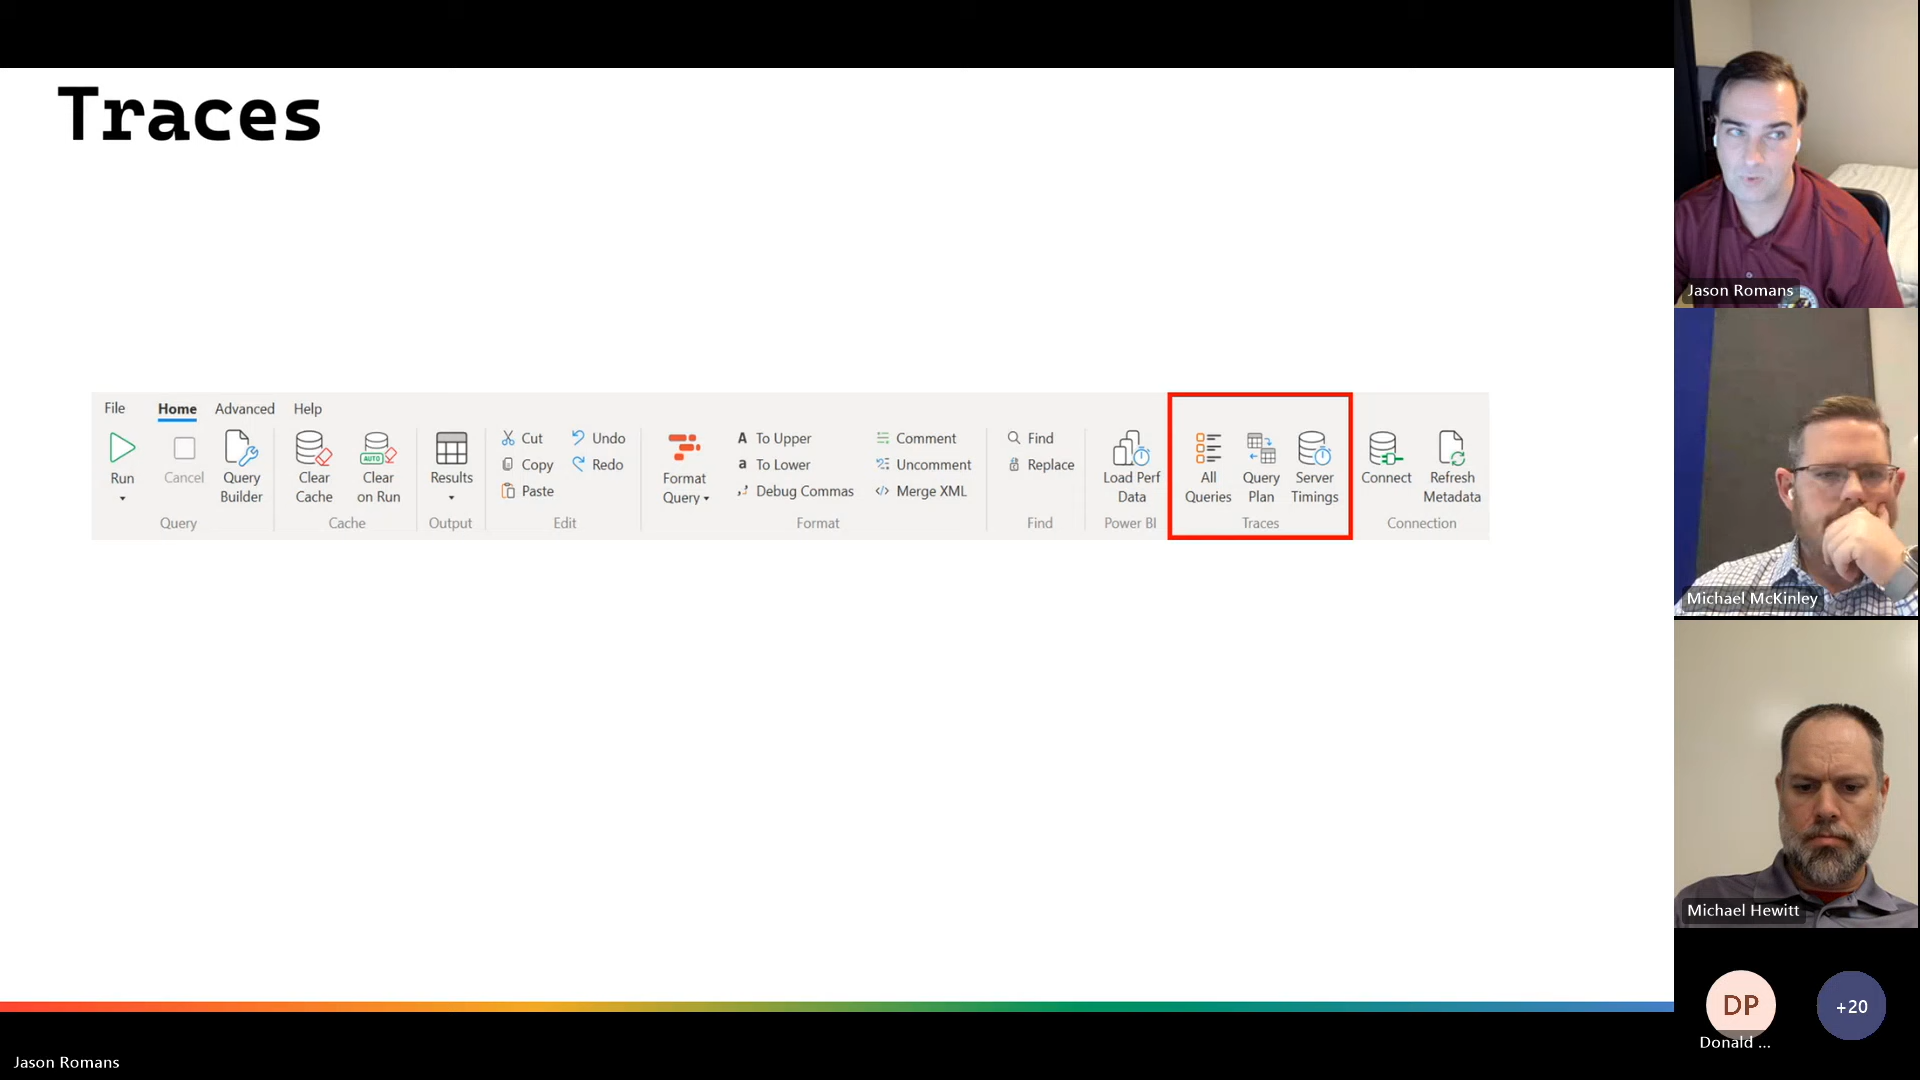 Traces
File Home Advanced Help
Run
Cancel
Query
Builder
Query
Clear
Cache
Clear
on Run
Cache
AUTO
Results
Output
Cut
Copy
Paste
Undo
Redo
Edit
Format
Query
A To Upper
a To Lower
Debug Commas
Comment
Uncomment
Merge XML
Format
Find
Replace
Find
Load Perf
Data
Power BI
All
Queries
Query
Plan
Server
Timings
Traces
Connect
Refresh
Metadata
Connection
Jason Romans
Michael McKinley
Michael Hewitt
DP
Donald ...
+20
Jason Romans